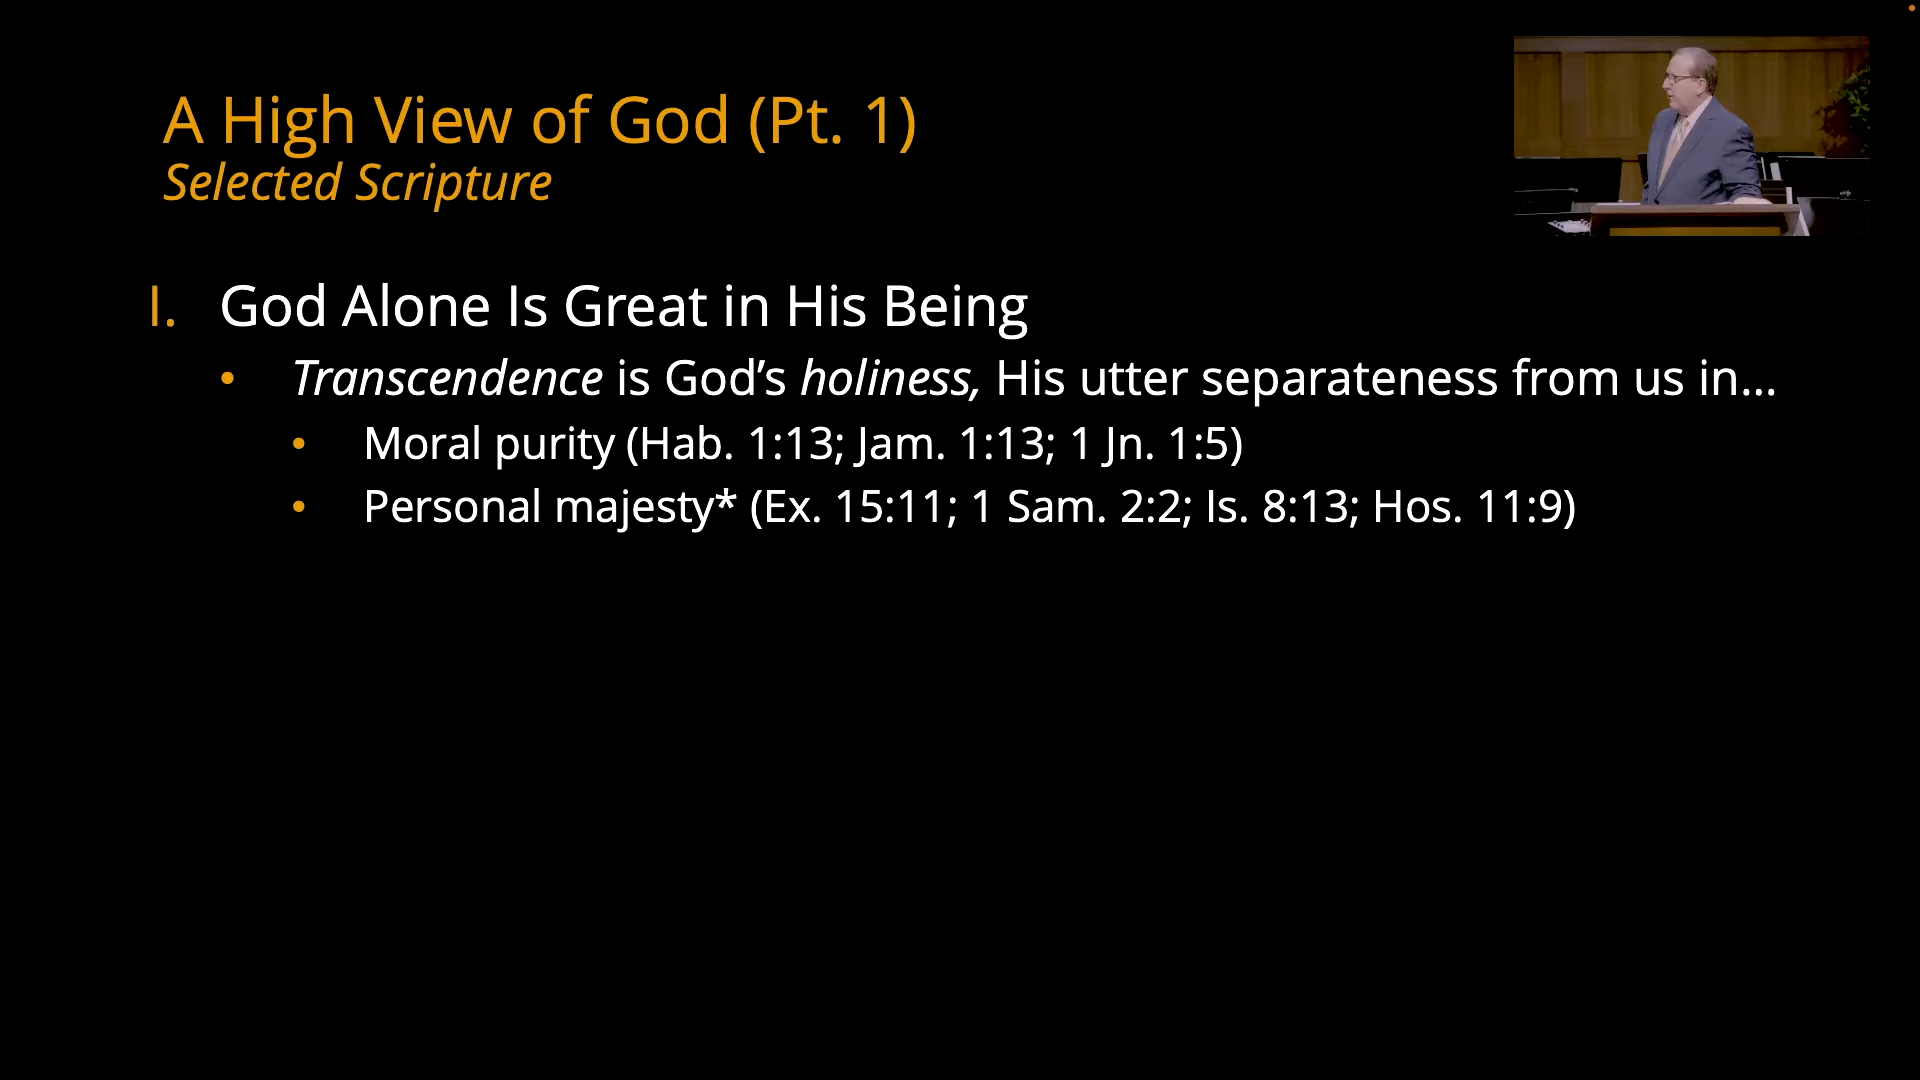 A High View of God (Pt. 1)
Selected Scripture
I. God Alone Is Great in His Being
• Transcendence is God’s holiness, His utter separateness from us in…
• Moral purity (Hab. 1:13; Jam. 1:13; 1 Jn. 1:5)
• Personal majesty* (Ex. 15:11; 1 Sam. 2:2; Is. 8:13; Hos. 11:9)